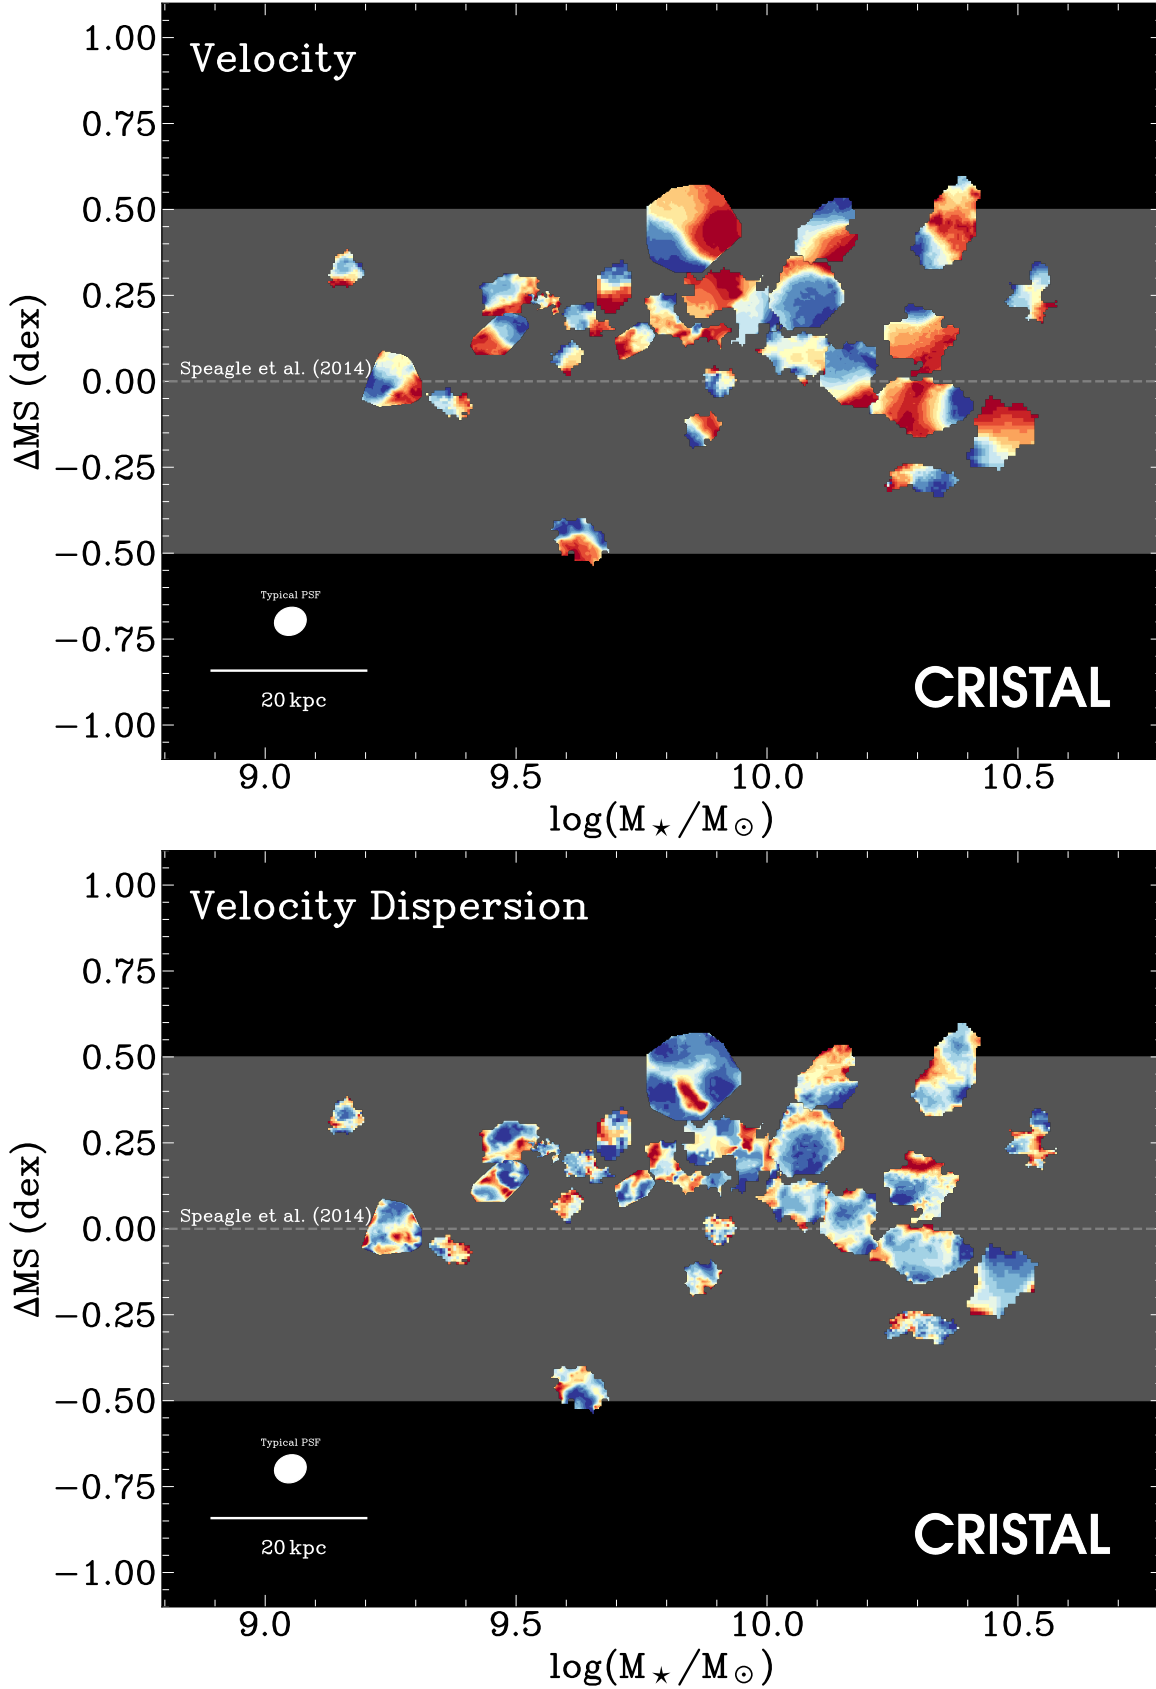 Velocity
1.00
0.75
0.50
0.25
0.00
−0.25
−0.50
−0.75
−1.00
ΔMS (dex)
Speagle et al. (2014)
Typical PSF
20 kpc
CRISTAL
9.0 9.5 10.0 10.5
log(M⋆/M⊙)
Velocity Dispersion
1.00
0.75
0.50
0.25
0.00
−0.25
−0.50
−0.75
−1.00
ΔMS (dex)
Speagle et al. (2014)
Typical PSF
20 kpc
CRISTAL
9.0 9.5 10.0 10.5
log(M⋆/M⊙)